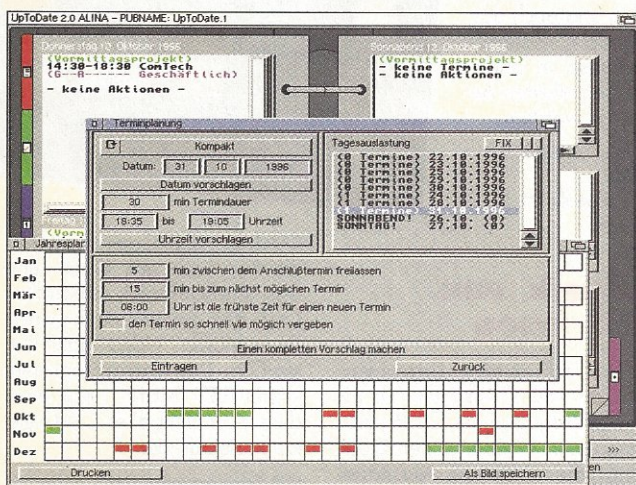 UpToDate 2.0 ALINA - PUBNAME: UpToDate.1
Donnerstag 10. Oktober 1996
(Vormittagsprojekt)
14:30-18:30 ComTech
(G--A------ Geschäftlich)
- keine Aktionen -
Sonnabend 12. Oktober 1996
(Vormittagsprojekt)
- keine Termine -
- keine Aktionen -
Terminplanung
Kompakt
Datum: 31 10 1996
Datum vorschlagen
30 min Termindauer
18:35 bis 19:05 Uhrzeit
Uhrzeit vorschlagen
Tagesauslastung FIX
(0 Termine) 22.10.1996
(0 Termine) 23.10.1996
(0 Termine) 25.10.1996
(0 Termine) 29.10.1996
(0 Termine) 30.10.1996
(1 Termine) 24.10.1996
(1 Termine) 28.10.1996
(1 Termine) 31.10.1996
SONNABEND! 26.10. (0)
SONNTAG! 27.10. (0)
5 min zwischen dem Anschlußtermin freilassen
15 min bis zum nächst möglichen Termin
08:00 Uhr ist die frühste Zeit für einen neuen Termin
den Termin so schnell wie möglich vergeben
Einen kompletten Vorschlag machen
Eintragen Zurück
Jahresplan
Jan
Feb
Mär
Apr
Mai
Jun
Jul
Aug
Sep
Okt
Nov
Dez
Drucken Als Bild speichern
>>>